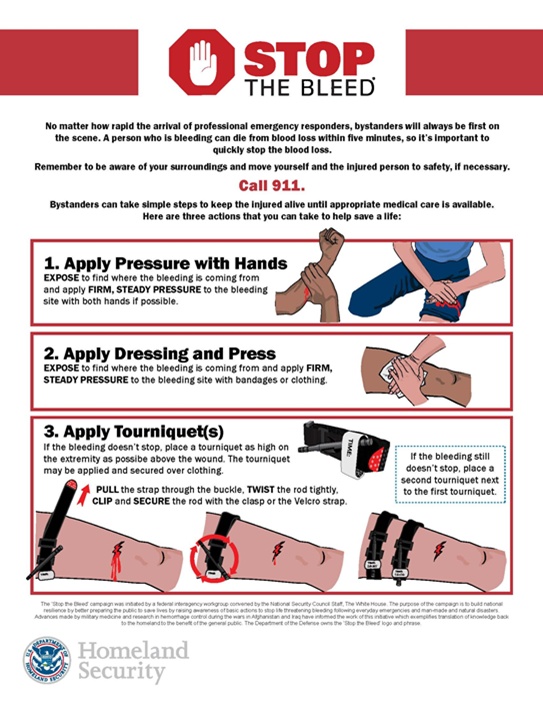 STOP
THE BLEED®
No matter how rapid the arrival of professional emergency responders, bystanders will always be first on
the scene. A person who is bleeding can die from blood loss within five minutes, so it's important to
quickly stop the blood loss.
Remember to be aware of your surroundings and move yourself and the injured person to safety, if necessary.
Call 911.
Bystanders can take simple steps to keep the injured alive until appropriate medical care is available.
Here are three actions that you can take to help save a life:
1. Apply Pressure with Hands
EXPOSE to find where the bleeding is coming from
and apply FIRM, STEADY PRESSURE to the bleeding
site with both hands if possible.
2. Apply Dressing and Press
EXPOSE to find where the bleeding is coming from and apply FIRM,
STEADY PRESSURE to the bleeding site with bandages or clothing.
3. Apply Tourniquet(s)
If the bleeding doesn't stop, place a tourniquet as high on
the extremity as possible above the wound. The tourniquet
may be applied and secured over clothing.
TIME:
If the bleeding still
doesn't stop, place a
second tourniquet next
to the first tourniquet.
PULL the strap through the buckle, TWIST the rod tightly,
CLIP and SECURE the rod with the clasp or the Velcro strap.
The 'Stop the Bleed' campaign was initiated by a federal interagency workgroup convened by the National Security Council Staff, The White House. The purpose of the campaign is to build national
resilience by better preparing the public to save lives by raising awareness of basic actions to stop life threatening bleeding following everyday emergencies and man-made and natural disasters.
Advances made by military medicine and research in hemorrhage control during the wars in Afghanistan and Iraq have informed the work of this initiative which exemplifies translation of knowledge back
to the homeland to the benefit of the general public. The Department of Defense owns the 'Stop the Bleed' logo and phrase.
U.S. DEPARTMENT OF
HOMELAND SECURITY
Homeland
Security